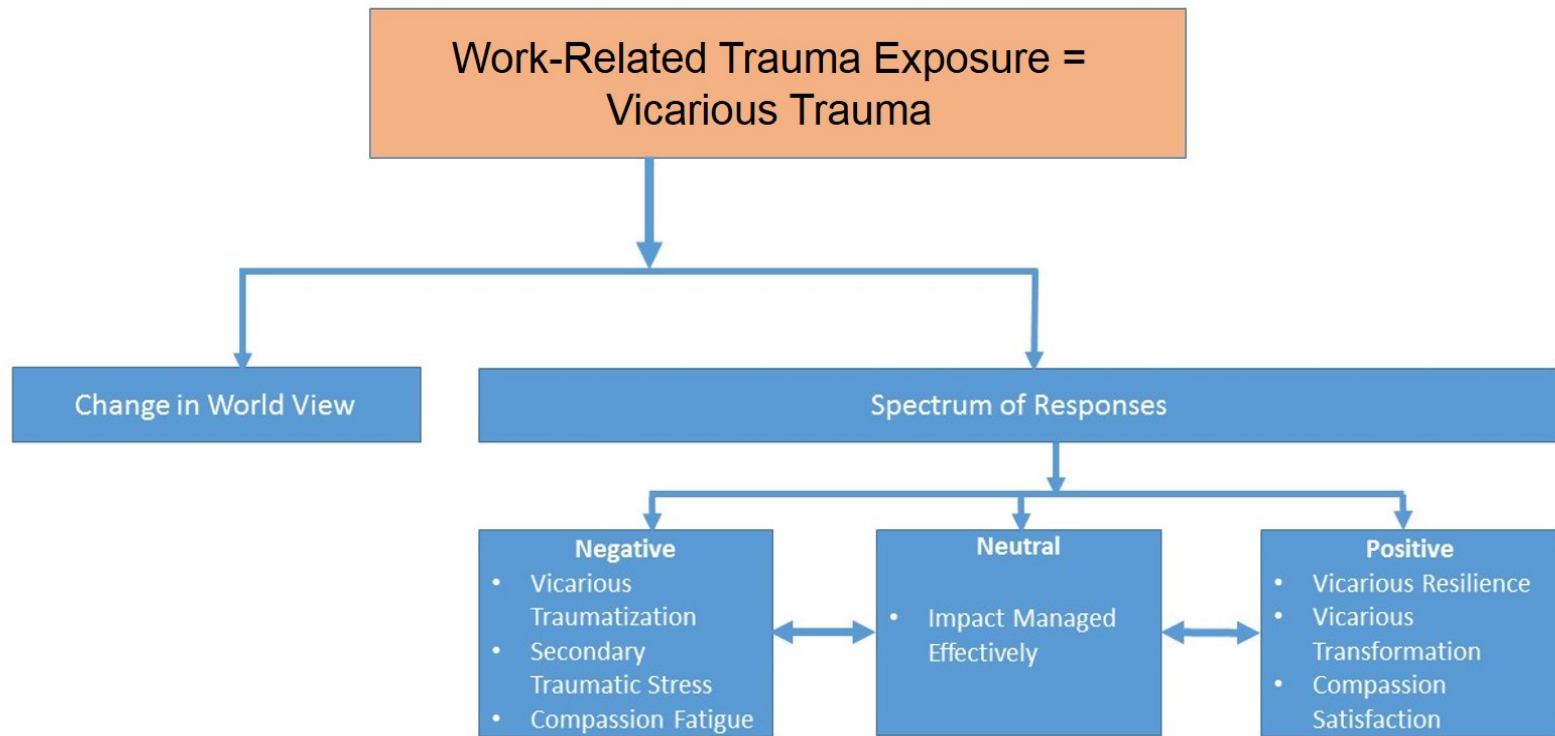 Work-Related Trauma Exposure =
Vicarious Trauma
Change in World View
Spectrum of Responses
Negative
• Vicarious
Traumatization
• Secondary
Traumatic Stress
• Compassion Fatigue
Neutral
• Impact Managed
Effectively
Positive
• Vicarious Resilience
• Vicarious
Transformation
• Compassion
Satisfaction